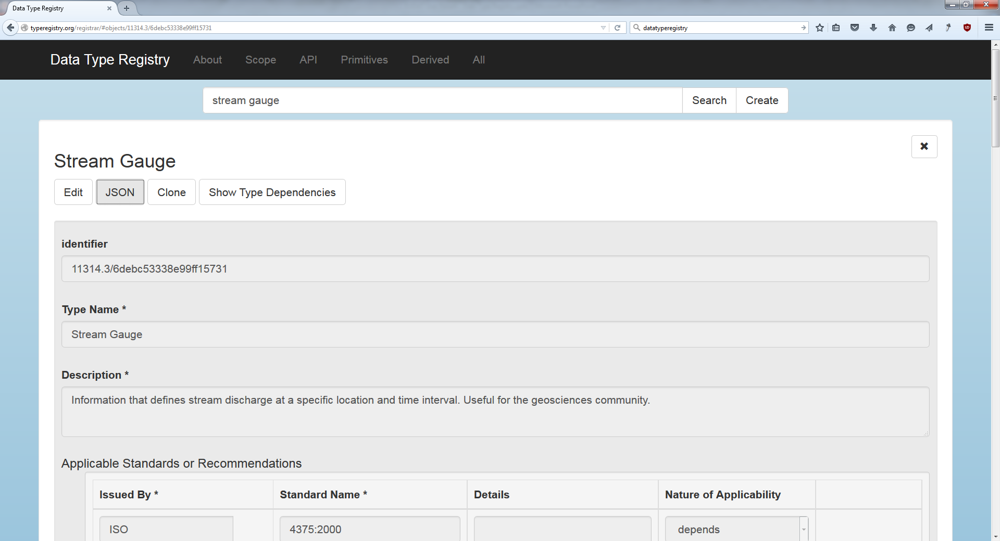 Data Type Registry
typeregistry.org/registrar/#objects/11314.3/6debc53338e99ff15731
datatyperegistry
Data Type Registry About Scope API Primitives Derived All
stream gauge Search Create
Stream Gauge
Edit JSON Clone Show Type Dependencies
identifier
11314.3/6debc53338e99ff15731
Type Name *
Stream Gauge
Description *
Information that defines stream discharge at a specific location and time interval. Useful for the geosciences community.
Applicable Standards or Recommendations
Issued By * Standard Name * Details Nature of Applicability
ISO 4375:2000 depends